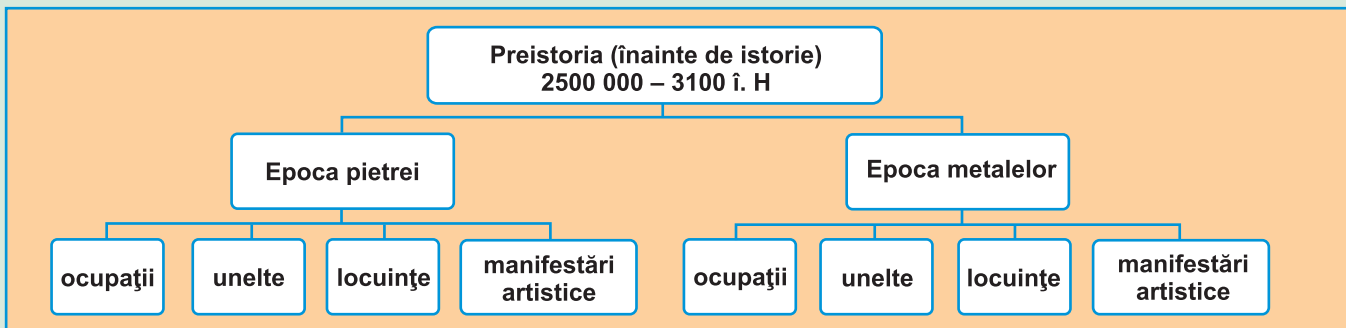 Preistoria (înainte de istorie)
2500 000 – 3100 î. H
Epoca pietrei
Epoca metalelor
ocupaţii
unelte
locuinţe
manifestări
artistice
ocupaţii
unelte
locuinţe
manifestări
artistice